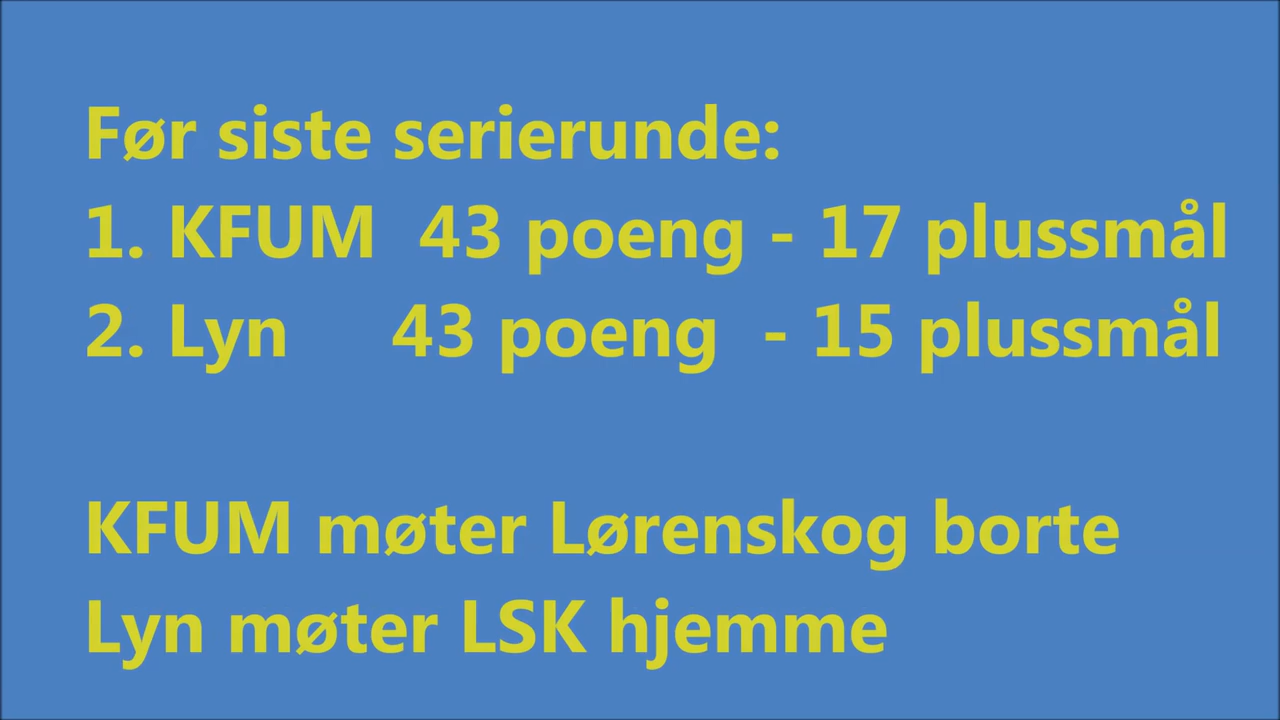 Før siste serierunde:
1. KFUM 43 poeng - 17 plussmål
2. Lyn 43 poeng - 15 plussmål
KFUM møter Lørenskog borte
Lyn møter LSK hjemme